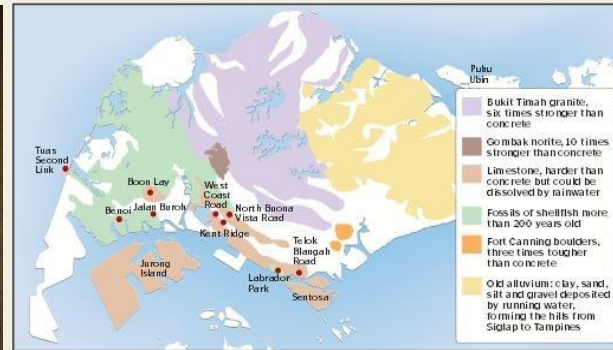 Pulau
Ubin
Tuas
Second
Link
Boon Lay
Benoi
Jalan Buroh
West
Coast
Road
North Buona
Vista Road
Kent Ridge
Telok
Blangah
Road
Jurong
Island
Labrador
Park
Sentosa
Bukit Timah granite,
six times stronger than
concrete
Gombak norite, 10 times
stronger than concrete
Limestone, harder than
concrete but could be
dissolved by rainwater
Fossils of shellfish more
than 200 years old
Fort Canning boulders,
three times tougher
than concrete
Old alluvium: clay, sand,
silt and gravel deposited
by running water,
forming the hills from
Siglap to Tampines